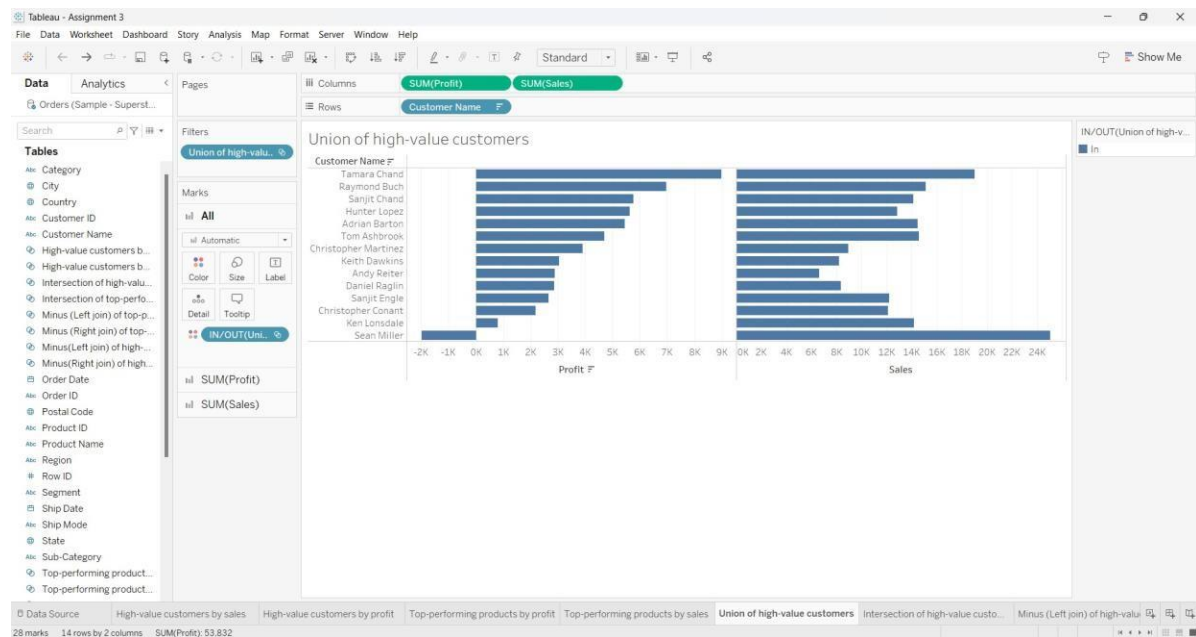 Tableau - Assignment 3
File Data Worksheet Dashboard Story Analysis Map Format Server Window Help
Standard
Show Me
Data Analytics
Orders (Sample - Superst...
Search
Tables
Abc Category
City
Country
Abc Customer ID
Abc Customer Name
High-value customers b...
High-value customers b...
Intersection of high-valu...
Intersection of top-perfo...
Minus (Left join) of top-p...
Minus (Right join) of top-...
Minus(Left join) of high-...
Minus(Right join) of high...
Order Date
Abc Order ID
Postal Code
Abc Product ID
Abc Product Name
Abc Region
# Row ID
Abc Segment
Ship Date
Abc Ship Mode
State
Abc Sub-Category
Top-performing product...
Top-performing product...
Pages
Filters
Union of high-valu..
Marks
All
Automatic
Color Size Label
Detail Tooltip
IN/OUT(Uni..
SUM(Profit)
SUM(Sales)
Columns SUM(Profit) SUM(Sales)
Rows Customer Name
Union of high-value customers
Customer Name
Tamara Chand
Raymond Buch
Sanjit Chand
Hunter Lopez
Adrian Barton
Tom Ashbrook
Christopher Martinez
Keith Dawkins
Andy Reiter
Daniel Raglin
Sanjit Engle
Christopher Conant
Ken Lonsdale
Sean Miller
-2K -1K 0K 1K 2K 3K 4K 5K 6K 7K 8K 9K 0K 2K 4K 6K 8K 10K 12K 14K 16K 18K 20K 22K 24K
Profit Sales
IN/OUT(Union of high-v...
In
Data Source High-value customers by sales High-value customers by profit Top-performing products by profit Top-performing products by sales Union of high-value customers Intersection of high-value custo... Minus (Left join) of high-valu
28 marks 14 rows by 2 columns SUM(Profit): 53.832